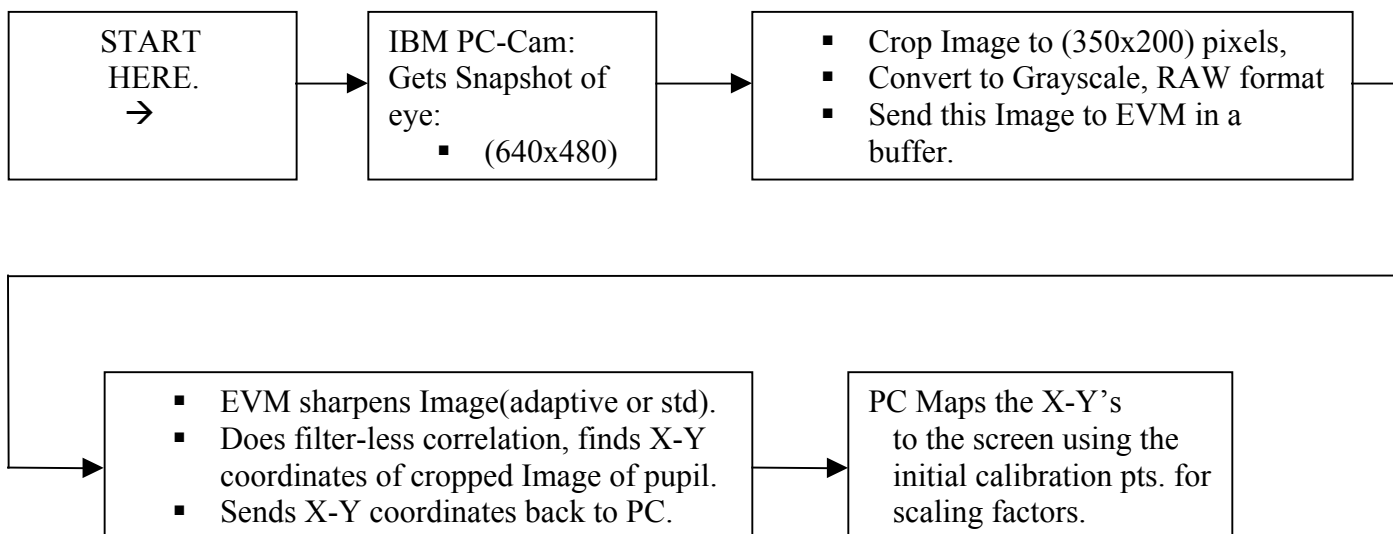 START
HERE.
→
IBM PC-Cam:
Gets Snapshot of
eye:
▪ (640x480)
▪ Crop Image to (350x200) pixels,
▪ Convert to Grayscale, RAW format
▪ Send this Image to EVM in a
buffer.
▪ EVM sharpens Image(adaptive or std).
▪ Does filter-less correlation, finds X-Y
coordinates of cropped Image of pupil.
▪ Sends X-Y coordinates back to PC.
PC Maps the X-Y’s
to the screen using the
initial calibration pts. for
scaling factors.